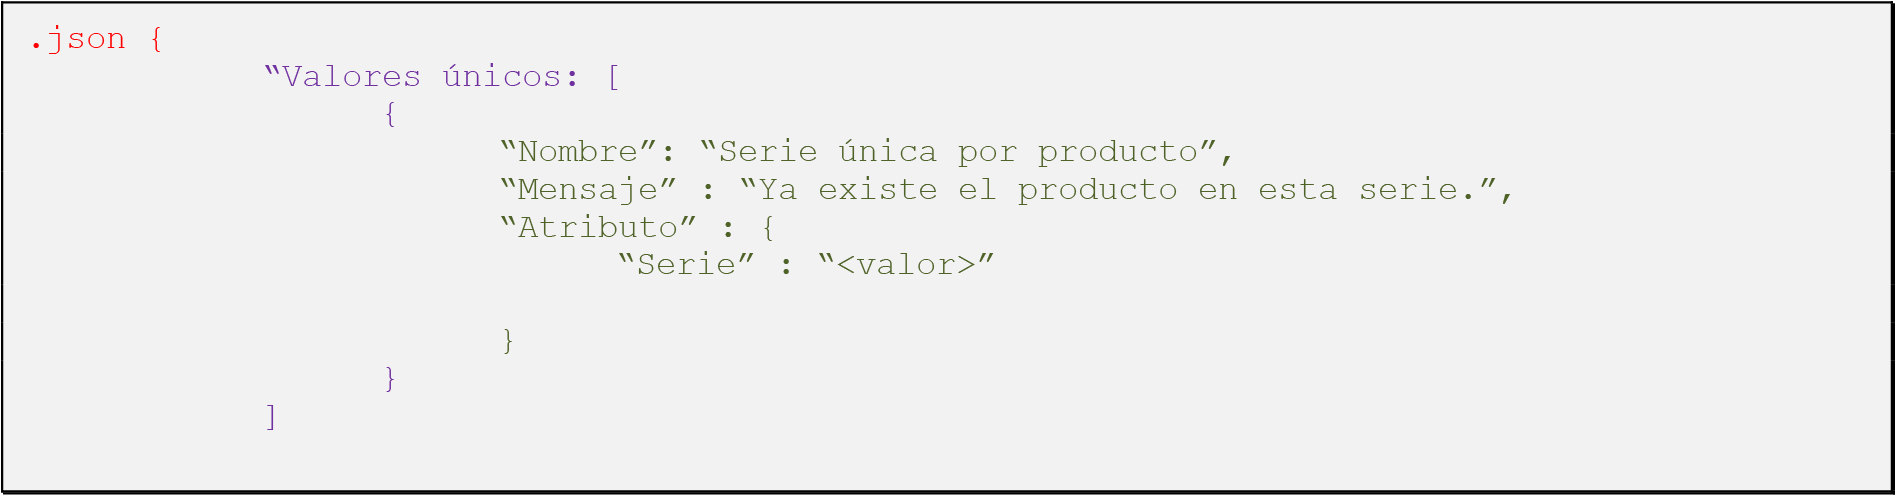 .json {
“Valores únicos: [
{
“Nombre”: “Serie única por producto”,
“Mensaje” : “Ya existe el producto en esta serie.”,
“Atributo” : {
“Serie” : “<valor>”
}
}
]